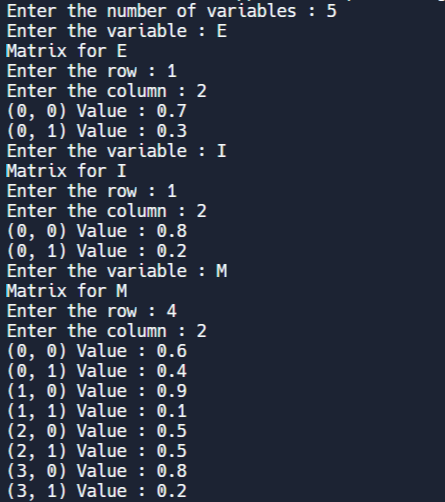 Enter the number of variables : 5
Enter the variable : E
Matrix for E
Enter the row : 1
Enter the column : 2
(0, 0) Value : 0.7
(0, 1) Value : 0.3
Enter the variable : I
Matrix for I
Enter the row : 1
Enter the column : 2
(0, 0) Value : 0.8
(0, 1) Value : 0.2
Enter the variable : M
Matrix for M
Enter the row : 4
Enter the column : 2
(0, 0) Value : 0.6
(0, 1) Value : 0.4
(1, 0) Value : 0.9
(1, 1) Value : 0.1
(2, 0) Value : 0.5
(2, 1) Value : 0.5
(3, 0) Value : 0.8
(3, 1) Value : 0.2